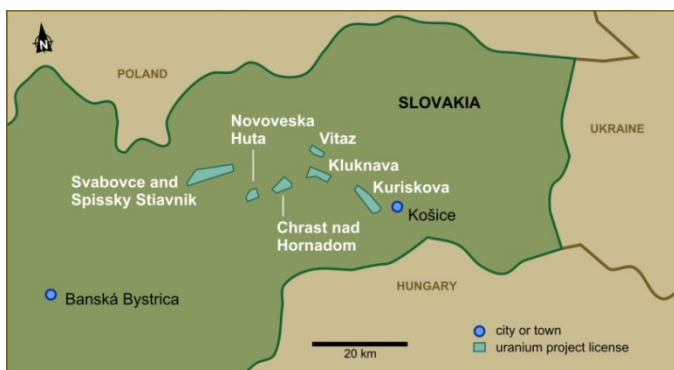 N
POLAND
SLOVAKIA
UKRAINE
Novoveska
Huta
Vitaz
Kluknava
Svabovce and
Spissky Stiavnik
Kuriskova
Košice
Chrast nad
Hornadom
HUNGARY
Banská Bystrica
city or town
uranium project license
20 km